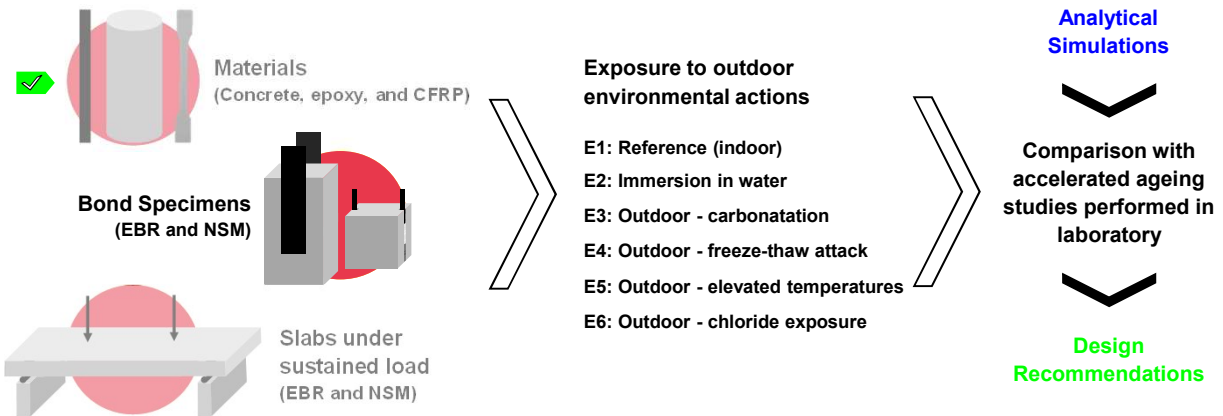 Materials
(Concrete, epoxy, and CFRP)
Bond Specimens
(EBR and NSM)
Slabs under
sustained load
(EBR and NSM)
Exposure to outdoor
environmental actions
E1: Reference (indoor)
E2: Immersion in water
E3: Outdoor - carbonatation
E4: Outdoor - freeze-thaw attack
E5: Outdoor - elevated temperatures
E6: Outdoor - chloride exposure
Analytical
Simulations
Comparison with
accelerated ageing
studies performed in
laboratory
Design
Recommendations